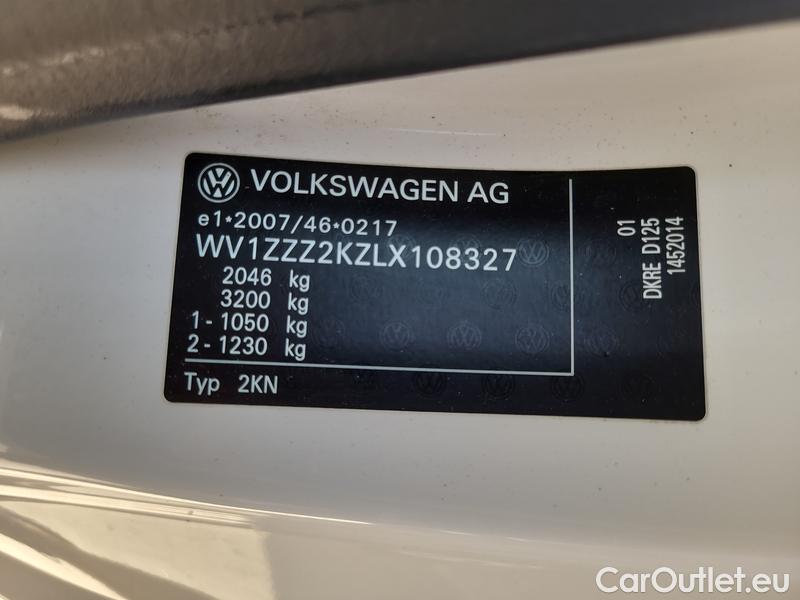 VOLKSWAGEN AG
e1*2007/46*0217
WV1ZZZ2KZLX108327
2046 kg
3200 kg
1 - 1050 kg
2 - 1230 kg
Typ 2KN
01
DKRE D125
1452014
CarOutlet.eu